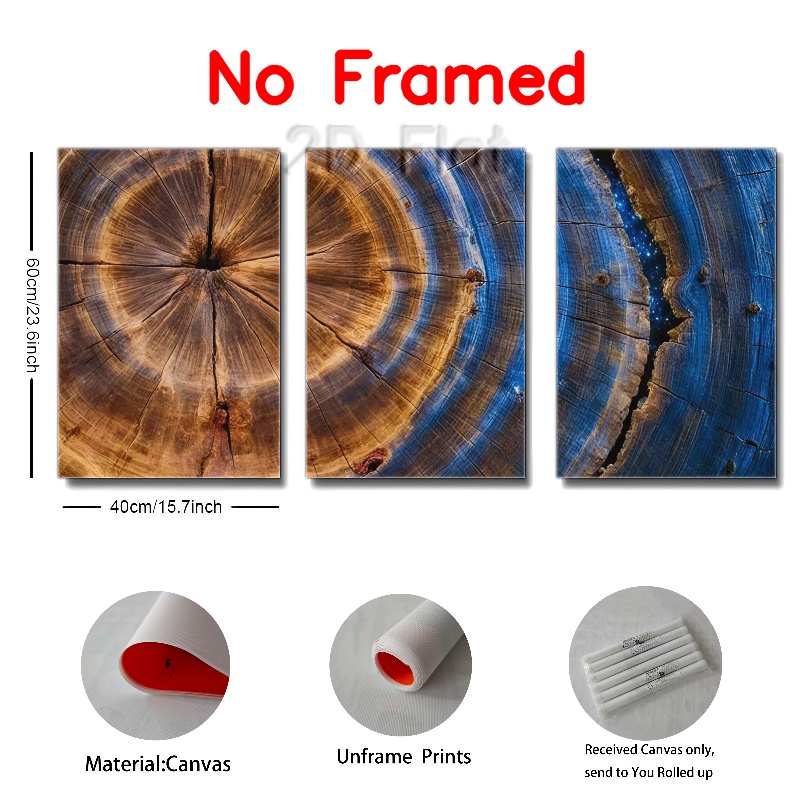 No Framed
2D Flat
60cm/23.6inch
40cm/15.7inch
Material:Canvas
Unframe Prints
Received Canvas only,
send to You Rolled up